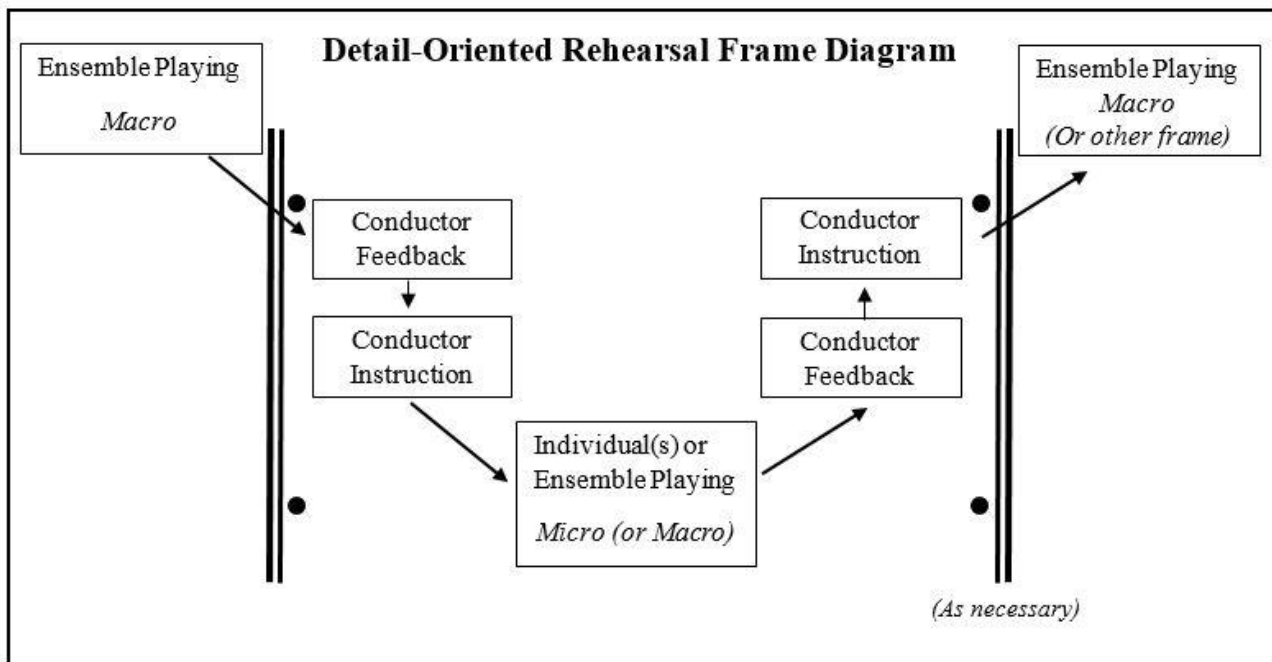 Detail-Oriented Rehearsal Frame Diagram
Ensemble Playing
Macro
Conductor
Feedback
Conductor
Instruction
Individual(s) or
Ensemble Playing
Micro (or Macro)
Conductor
Feedback
Conductor
Instruction
Ensemble Playing
Macro
(Or other frame)
(As necessary)